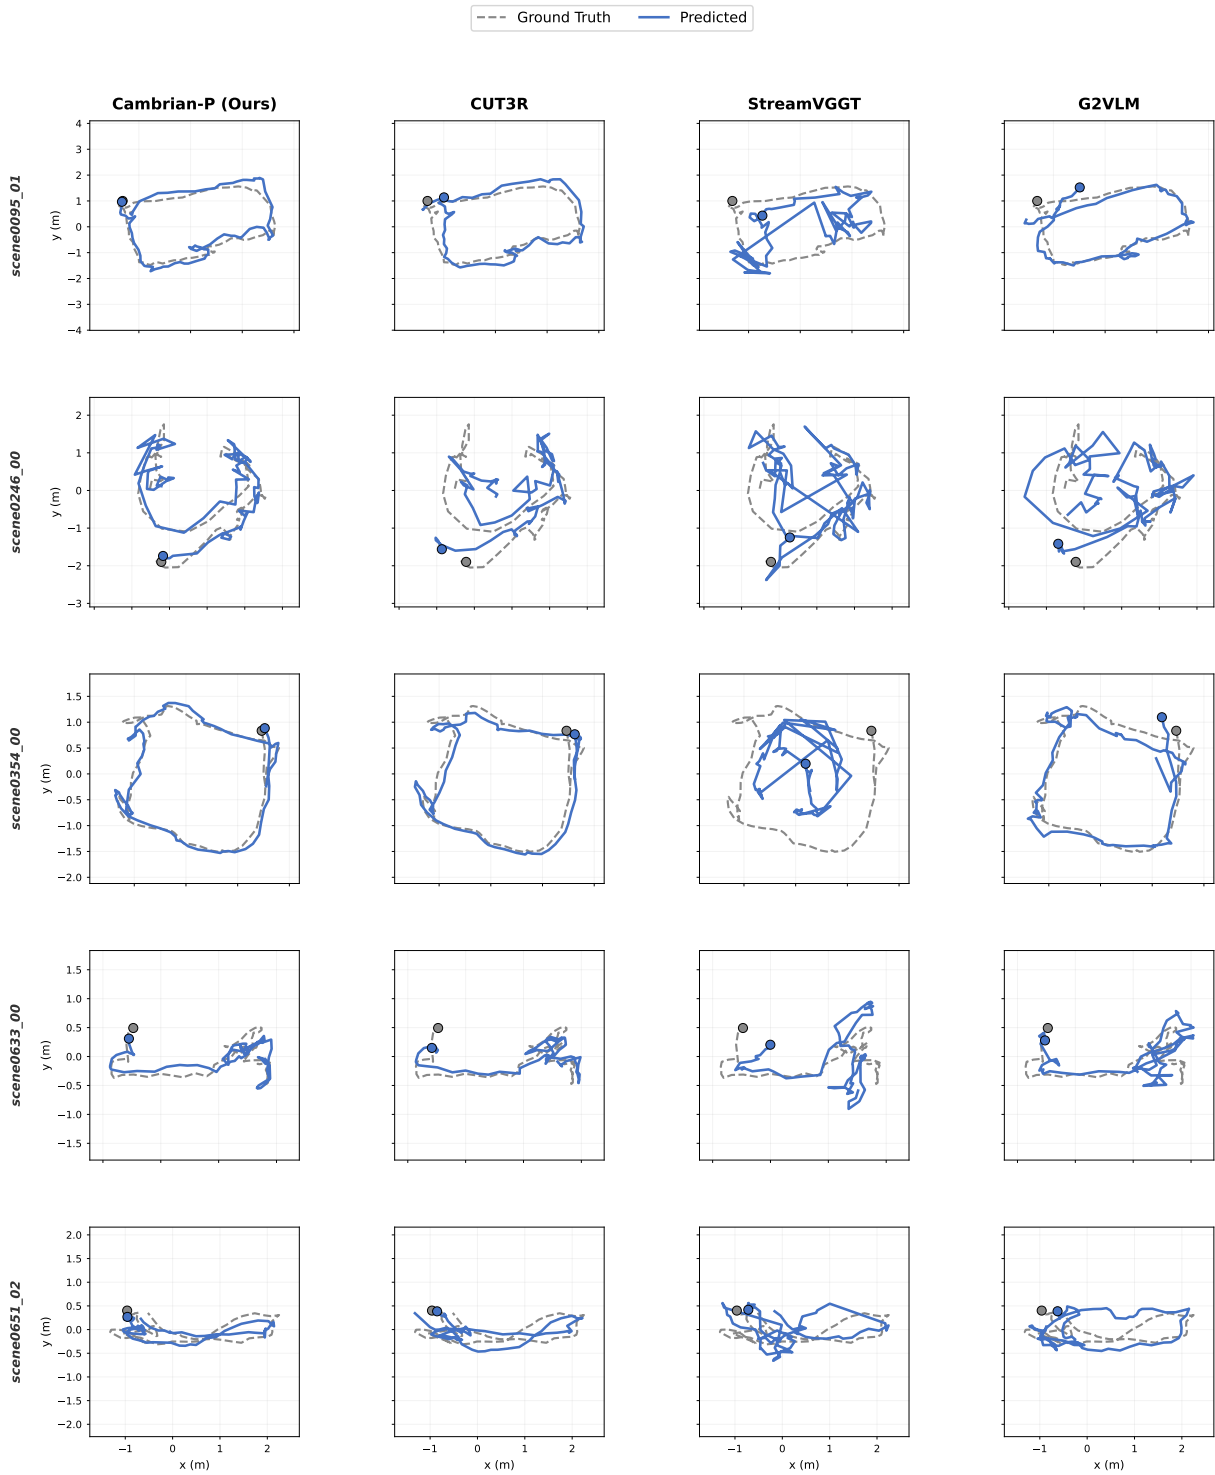 Ground Truth Predicted
Cambrian-P (Ours) CUT3R StreamVGGT G2VLM
scene0095_01
y (m)
4
3
2
1
0
−1
−2
−3
−4
scene0246_00
y (m)
2
1
0
−1
−2
−3
scene0354_00
y (m)
1.5
1.0
0.5
0.0
−0.5
−1.0
−1.5
−2.0
scene0633_00
y (m)
1.5
1.0
0.5
0.0
−0.5
−1.0
−1.5
scene0651_02
y (m)
2.0
1.5
1.0
0.5
0.0
−0.5
−1.0
−1.5
−2.0
−1 0 1 2 −1 0 1 2 −1 0 1 2 −1 0 1 2
x (m) x (m) x (m) x (m)